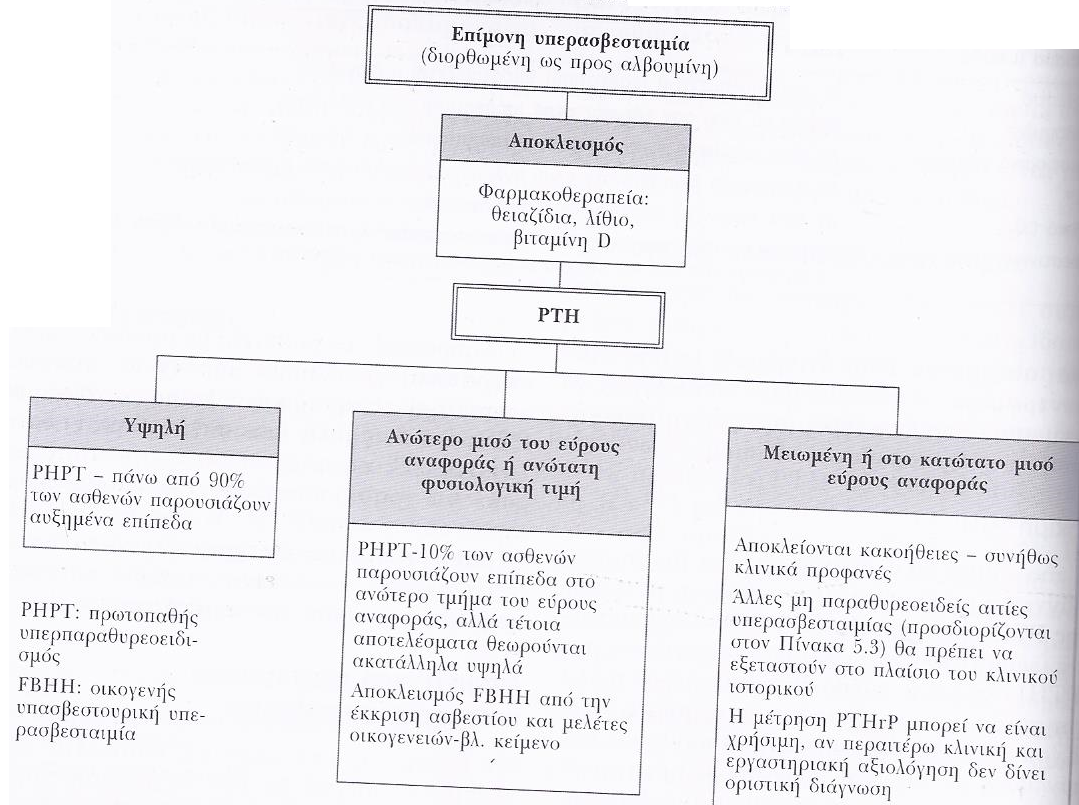 Επίμονη υπερασβεσταιμία
(διορθωμένη ως προς αλβουμίνη)
Αποκλεισμός
Φαρμακοθεραπεία:
θειαζίδια, λίθιο,
βιταμίνη D
PTH
Υψηλή
PHPT – πάνω από 90%
των ασθενών παρουσιάζουν
αυξημένα επίπεδα
PHPT: πρωτοπαθής
υπερπαραθυρεοειδι-
σμός
FBHH: οικογενής
υπασβεστουρική υπε-
ρασβεσταιμία
Ανώτερο μισό του εύρους
αναφοράς ή ανώτατη
φυσιολογική τιμή
PHPT-10% των ασθενών
παρουσιάζουν επίπεδα στο
ανώτερο τμήμα του εύρους
αναφοράς, αλλά τέτοια
αποτελέσματα θεωρούνται
ακατάλληλα υψηλά
Αποκλεισμός FBHH από την
έκκριση ασβεστίου και μελέτες
οικογενειών-βλ. κείμενο
Μειωμένη ή στο κατώτατο μισό
εύρους αναφοράς
Αποκλείονται κακοήθειες – συνήθως
κλινικά προφανές
Άλλες μη παραθυρεοειδείς αιτίες
υπερασβεσταιμίας (προσδιορίζονται
στον Πίνακα 5.3) θα πρέπει να
εξεταστούν στο πλαίσιο του κλινικού
ιστορικού
Η μέτρηση PTHrP μπορεί να είναι
χρήσιμη, αν περαιτέρω κλινική και
εργαστηριακή αξιολόγηση δεν δίνει
οριστική διάγνωση